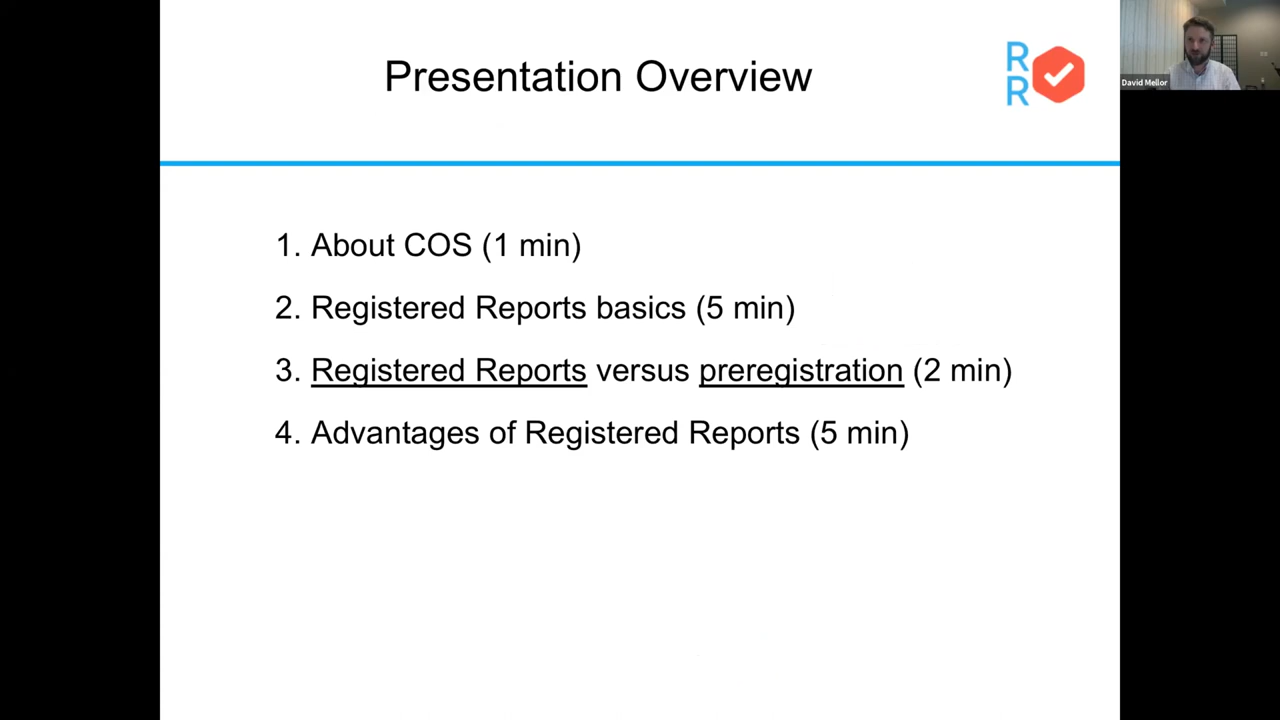 Presentation Overview
R
R
David Mellor
1. About COS (1 min)
2. Registered Reports basics (5 min)
3. Registered Reports versus preregistration (2 min)
4. Advantages of Registered Reports (5 min)